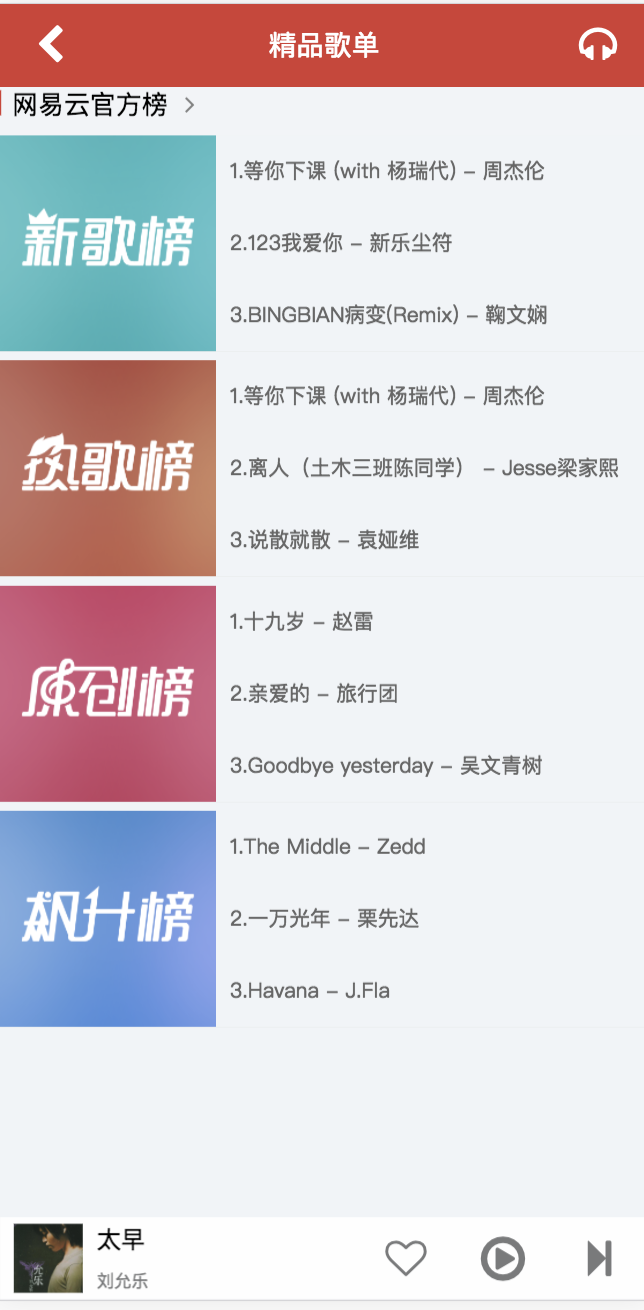 精品歌单
网易云官方榜
新歌榜
1.等你下课 (with 杨瑞代) – 周杰伦
2.123我爱你 – 新乐尘符
3.BINGBIAN病变(Remix) – 鞠文娴
热歌榜
1.等你下课 (with 杨瑞代) – 周杰伦
2.离人（土木三班陈同学） – Jesse梁家熙
3.说散就散 – 袁娅维
原创榜
1.十九岁 – 赵雷
2.亲爱的 – 旅行团
3.Goodbye yesterday – 吴文青树
飙升榜
1.The Middle – Zedd
2.一万光年 – 栗先达
3.Havana – J.Fla
允乐
太早
刘允乐